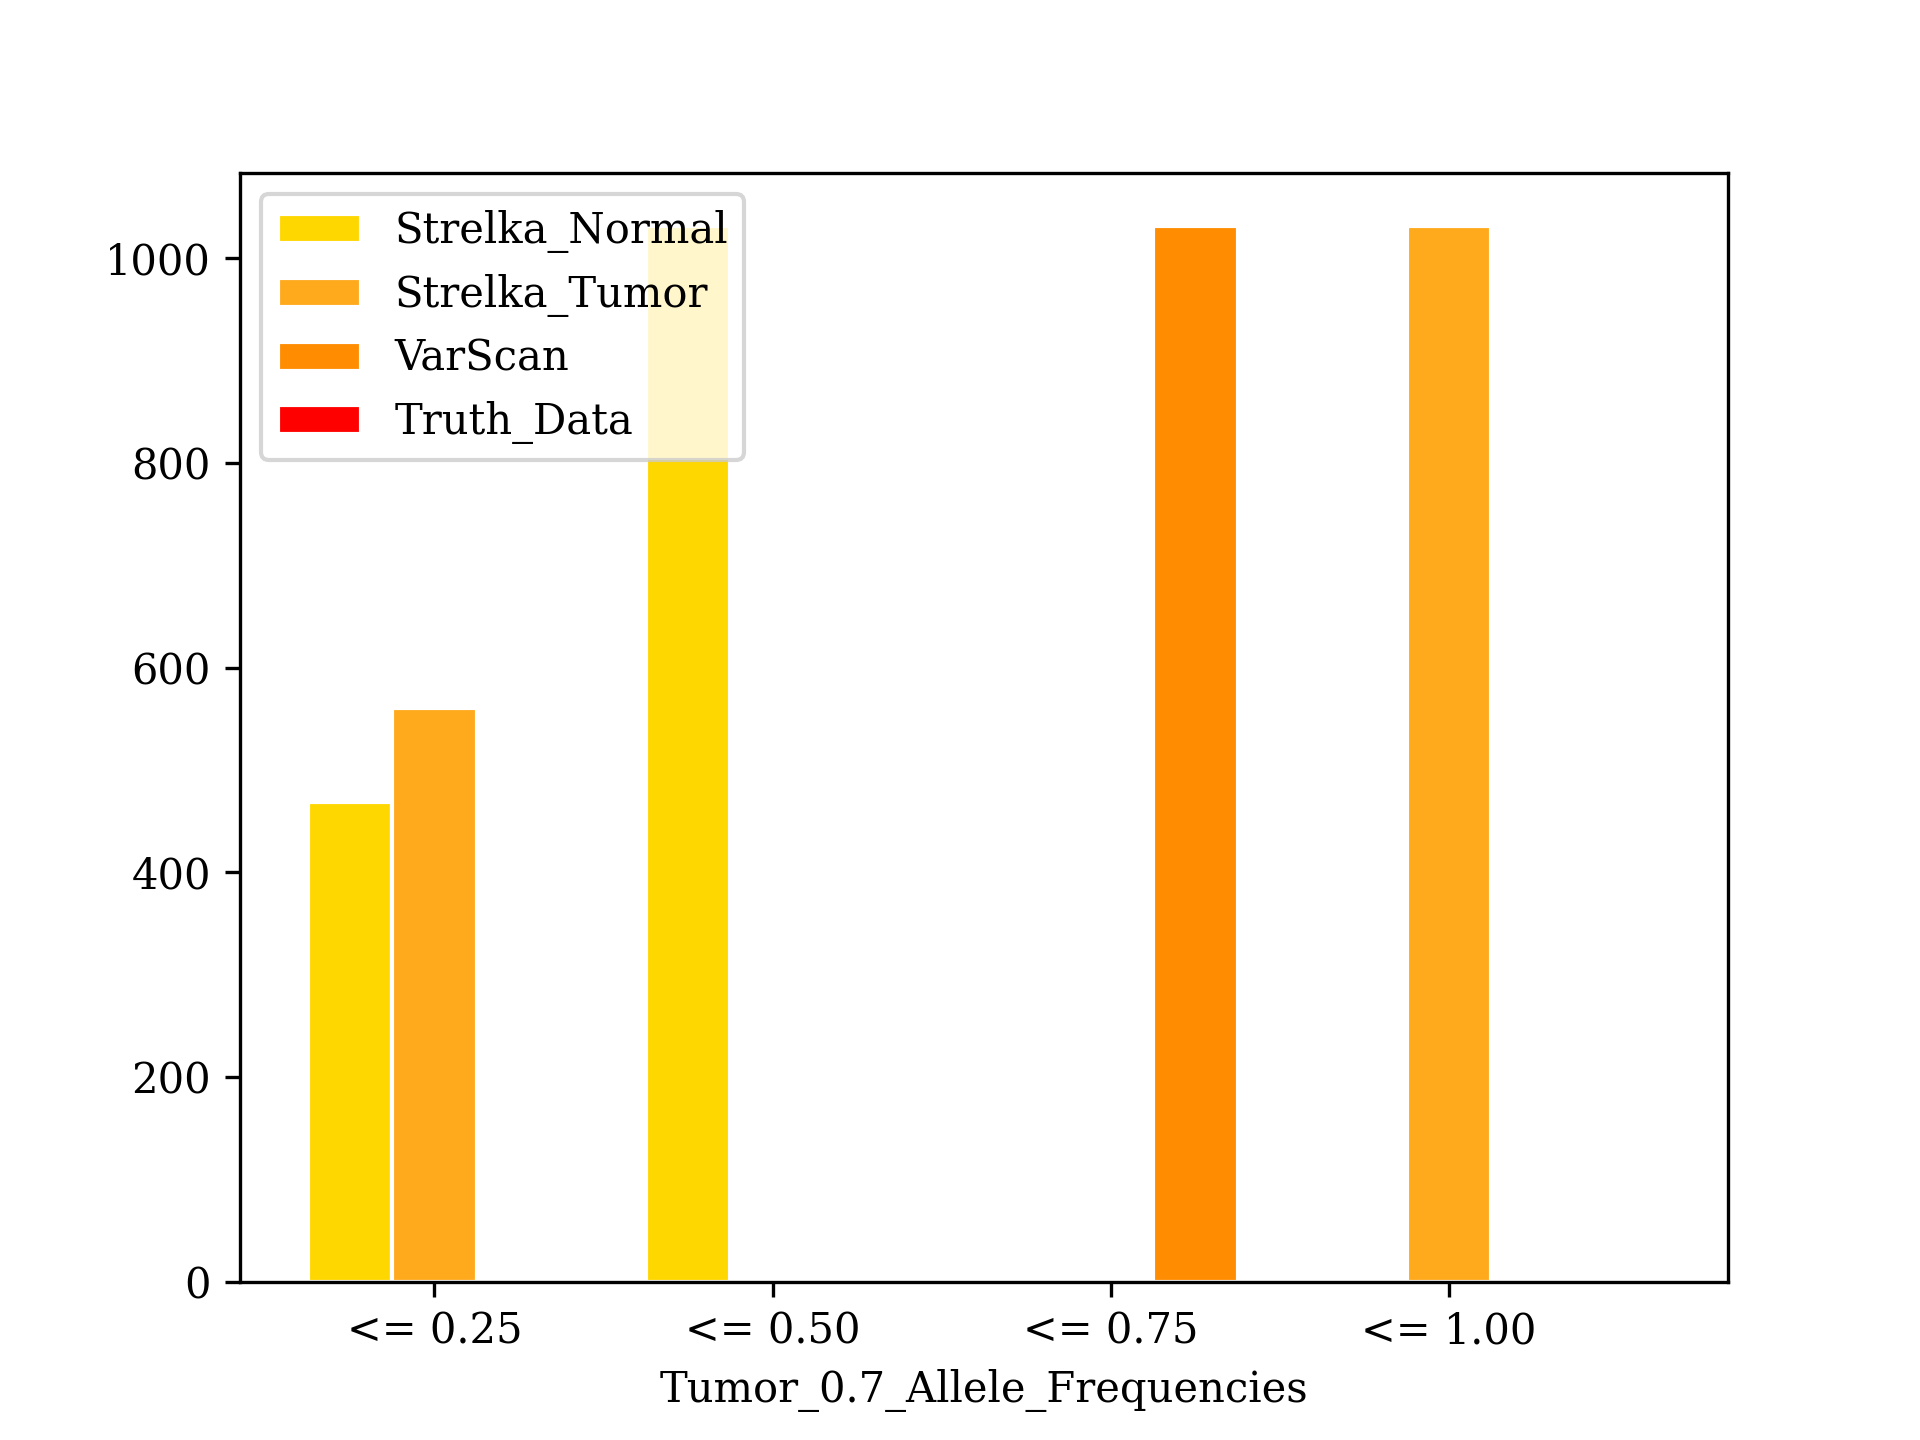 Strelka_Normal
Strelka_Tumor
VarScan
Truth_Data
1000
800
600
400
200
0
<= 0.25
<= 0.50
<= 0.75
<= 1.00
Tumor_0.7_Allele_Frequencies